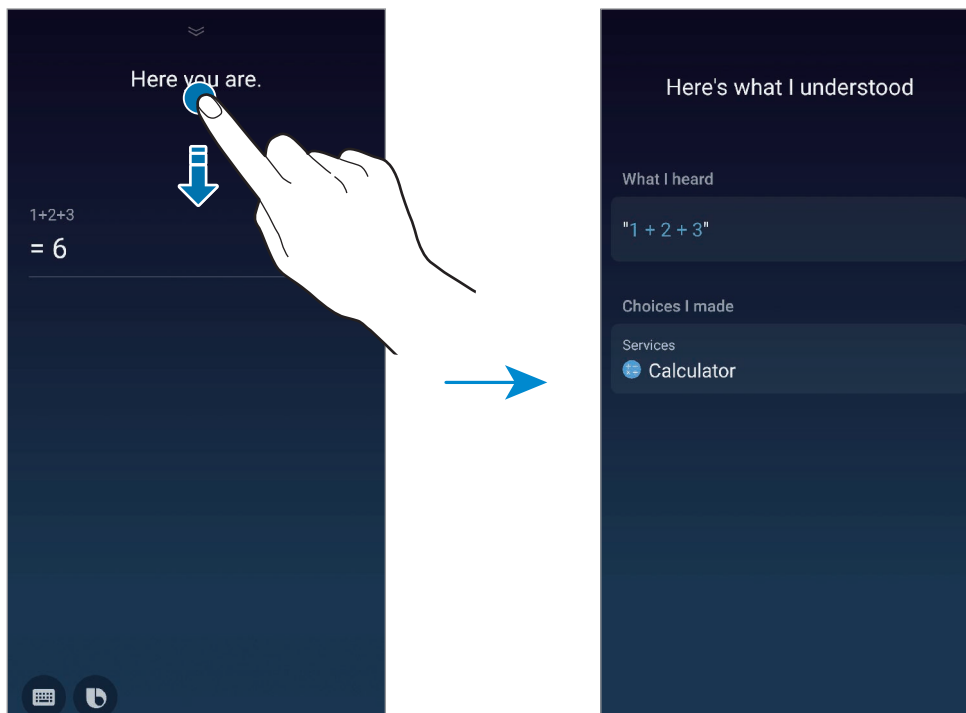 Here you are.
1+2+3
= 6
Here's what I understood
What I heard
"1 + 2 + 3"
Choices I made
Services
Calculator